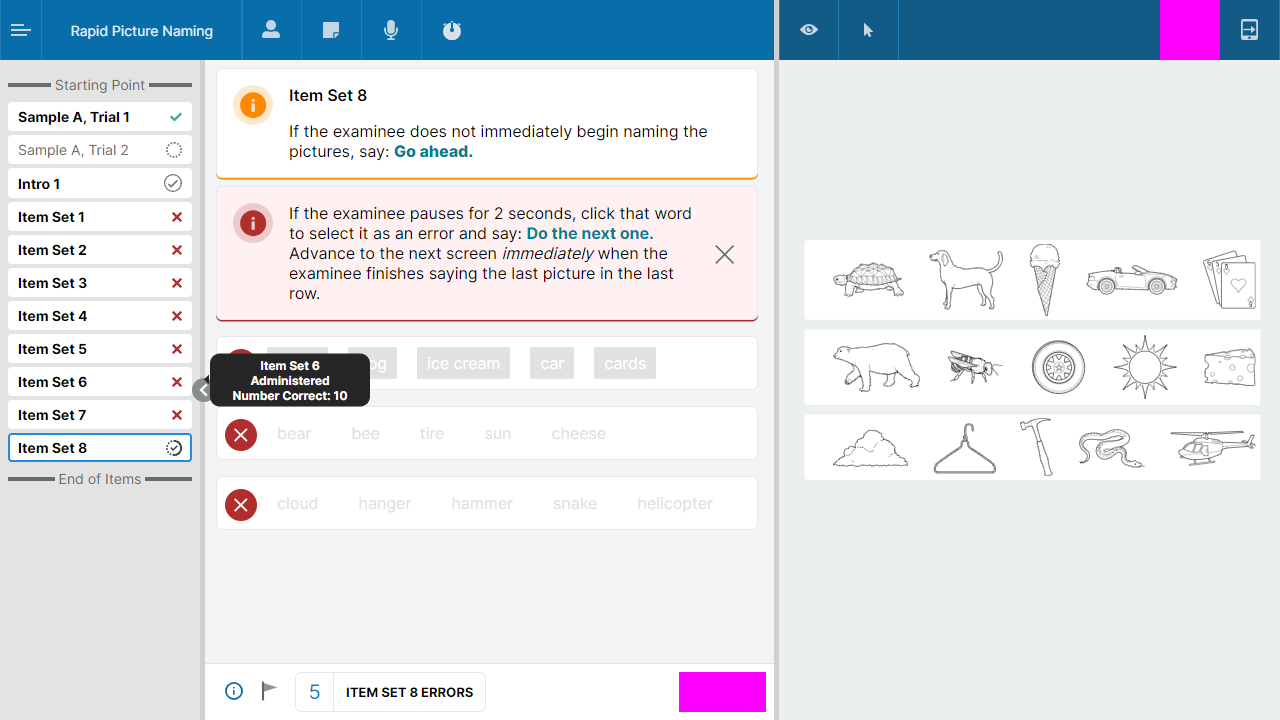 Rapid Picture Naming
Starting Point
Sample A, Trial 1
Sample A, Trial 2
Intro 1
Item Set 1
Item Set 2
Item Set 3
Item Set 4
Item Set 5
Item Set 6
Item Set 7
Item Set 8
End of Items
Item Set 8
If the examinee does not immediately begin naming the
pictures, say: Go ahead.
If the examinee pauses for 2 seconds, click that word
to select it as an error and say: Do the next one.
Advance to the next screen immediately when the
examinee finishes saying the last picture in the last
row.
ice cream car cards
Item Set 6
Administered
Number Correct: 10
bear bee tire sun cheese
cloud hanger hammer snake helicopter
5 ITEM SET 8 ERRORS